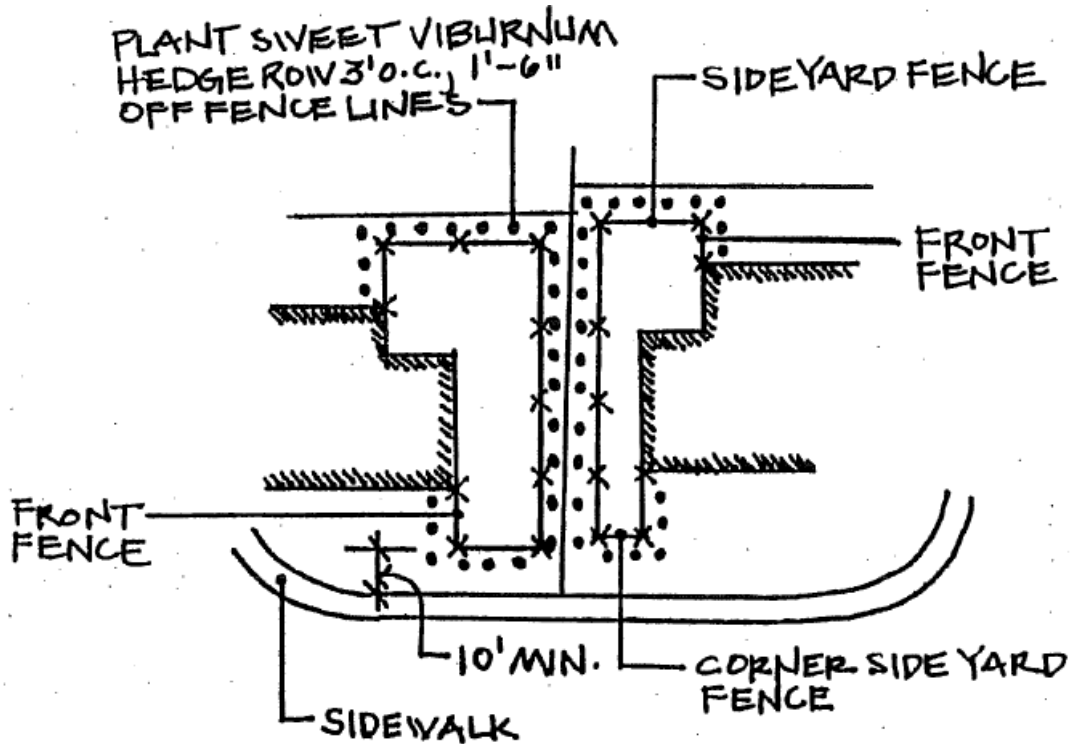 PLANT SWEET VIBURNUM
HEDGE ROW 3' O.C., 1'-6"
OFF FENCE LINES
SIDEYARD FENCE
FRONT
FENCE
FRONT
FENCE
10' MIN.
CORNER SIDE YARD
FENCE
SIDEWALK